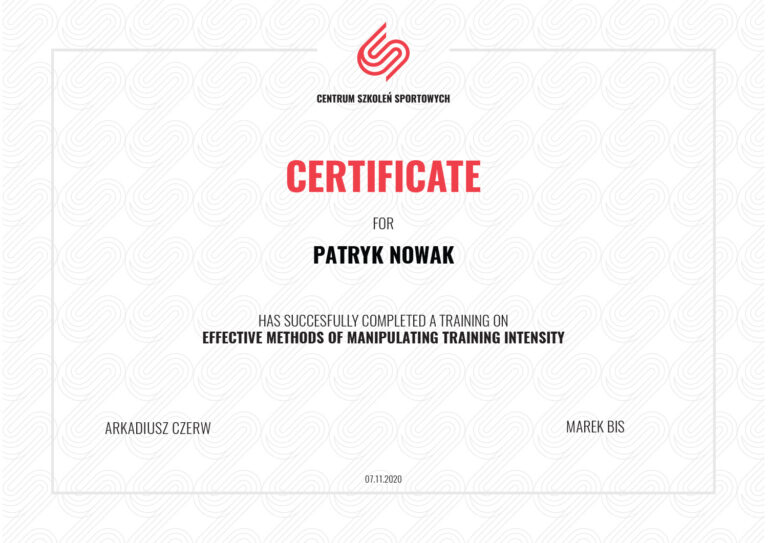 CENTRUM SZKOLEŃ SPORTOWYCH
CERTIFICATE
FOR
PATRYK NOWAK
HAS SUCCESFULLY COMPLETED A TRAINING ON
EFFECTIVE METHODS OF MANIPULATING TRAINING INTENSITY
ARKADIUSZ CZERW
MAREK BIS
07.11.2020